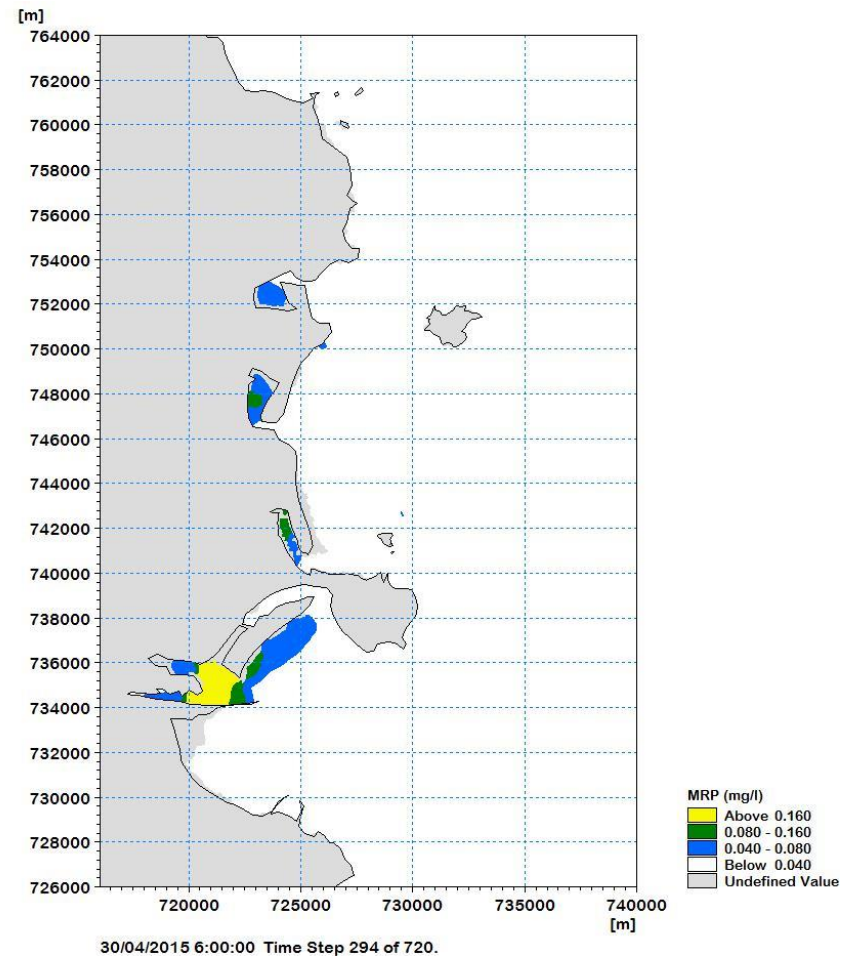 [m]
764000
762000
760000
758000
756000
754000
752000
750000
748000
746000
744000
742000
740000
738000
736000
734000
732000
730000
728000
726000
720000 725000 730000 735000 740000
[m]
30/04/2015 6:00:00 Time Step 294 of 720.
MRP (mg/l)
Above 0.160
0.080 - 0.160
0.040 - 0.080
Below 0.040
Undefined Value